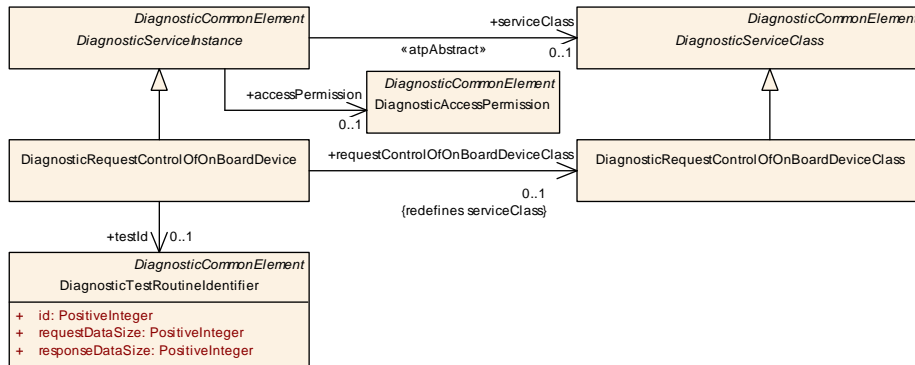 DiagnosticCommonElement
DiagnosticServiceInstance
+serviceClass
«atpAbstract»
0..1
DiagnosticCommonElement
DiagnosticServiceClass
+accessPermission
0..1
DiagnosticCommonElement
DiagnosticAccessPermission
DiagnosticRequestControlOfOnBoardDevice
+requestControlOfOnBoardDeviceClass
0..1
{redefines serviceClass}
DiagnosticRequestControlOfOnBoardDeviceClass
+testId
0..1
DiagnosticCommonElement
DiagnosticTestRoutineIdentifier
+ id: PositiveInteger
+ requestDataSize: PositiveInteger
+ responseDataSize: PositiveInteger